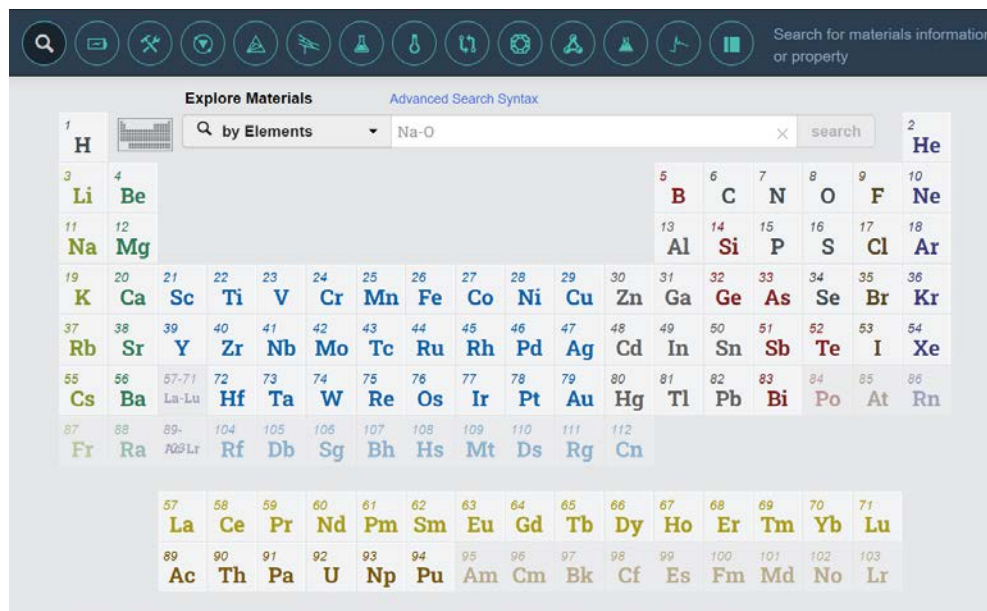 Search for materials information
or property
Explore Materials Advanced Search Syntax
by Elements Na-O × search
1 2
H He
3 4 5 6 7 8 9 10
Li Be B C N O F Ne
11 12 13 14 15 16 17 18
Na Mg Al Si P S Cl Ar
19 20 21 22 23 24 25 26 27 28 29 30 31 32 33 34 35 36
K Ca Sc Ti V Cr Mn Fe Co Ni Cu Zn Ga Ge As Se Br Kr
37 38 39 40 41 42 43 44 45 46 47 48 49 50 51 52 53 54
Rb Sr Y Zr Nb Mo Tc Ru Rh Pd Ag Cd In Sn Sb Te I Xe
55 56 57-71 72 73 74 75 76 77 78 79 80 81 82 83 84 85 86
Cs Ba La-Lu Hf Ta W Re Os Ir Pt Au Hg Tl Pb Bi Po At Rn
87 88 89- 104 105 106 107 108 109 110 111 112
Fr Ra 103 Lr Rf Db Sg Bh Hs Mt Ds Rg Cn
57 58 59 60 61 62 63 64 65 66 67 68 69 70 71
La Ce Pr Nd Pm Sm Eu Gd Tb Dy Ho Er Tm Yb Lu
89 90 91 92 93 94 95 96 97 98 99 100 101 102 103
Ac Th Pa U Np Pu Am Cm Bk Cf Es Fm Md No Lr